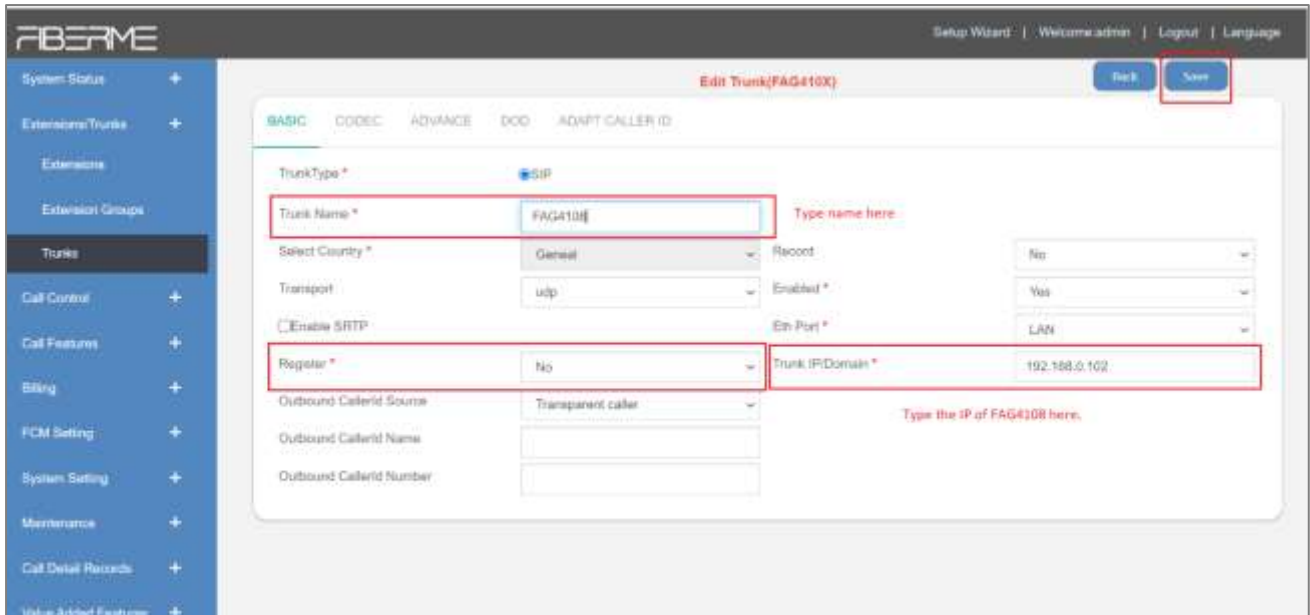 FIBERME
Setup Wizard | Welcome:admin | Logout | Language
System Status +
Edit Trunk(FAG410X)
Back
Save
Extensions/Trunks +
BASIC CODEC ADVANCE DOD ADAPT CALLER ID
Extensions
TrunkType * SIP
Extension Groups
Trunk Name * FAG4108
Type name here
Trunks
Select Country * General
Record No
Transport udp
Enabled * Yes
Call Control +
Enable SRTP
Eth Port * LAN
Call Features +
Register * No
Trunk IP/Domain * 192.168.0.102
Billing +
Outbound CallerId Source Transparent caller
Type the IP of FAG4108 here.
FCM Setting +
Outbound CallerId Name
System Setting +
Outbound CallerId Number
Maintenance +
Call Detail Records +
Value Added Features +